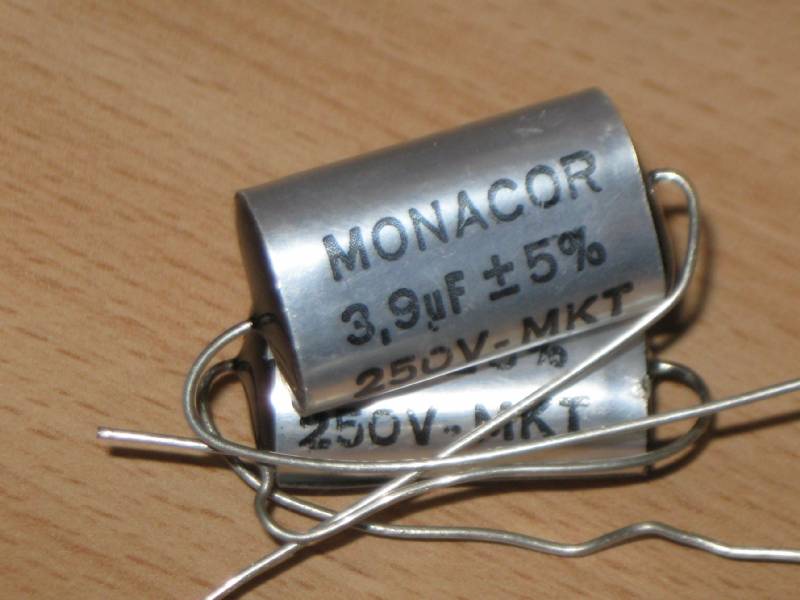 MONACOR
3,9µF ± 5%
250V- MKT
%
250V-MKT